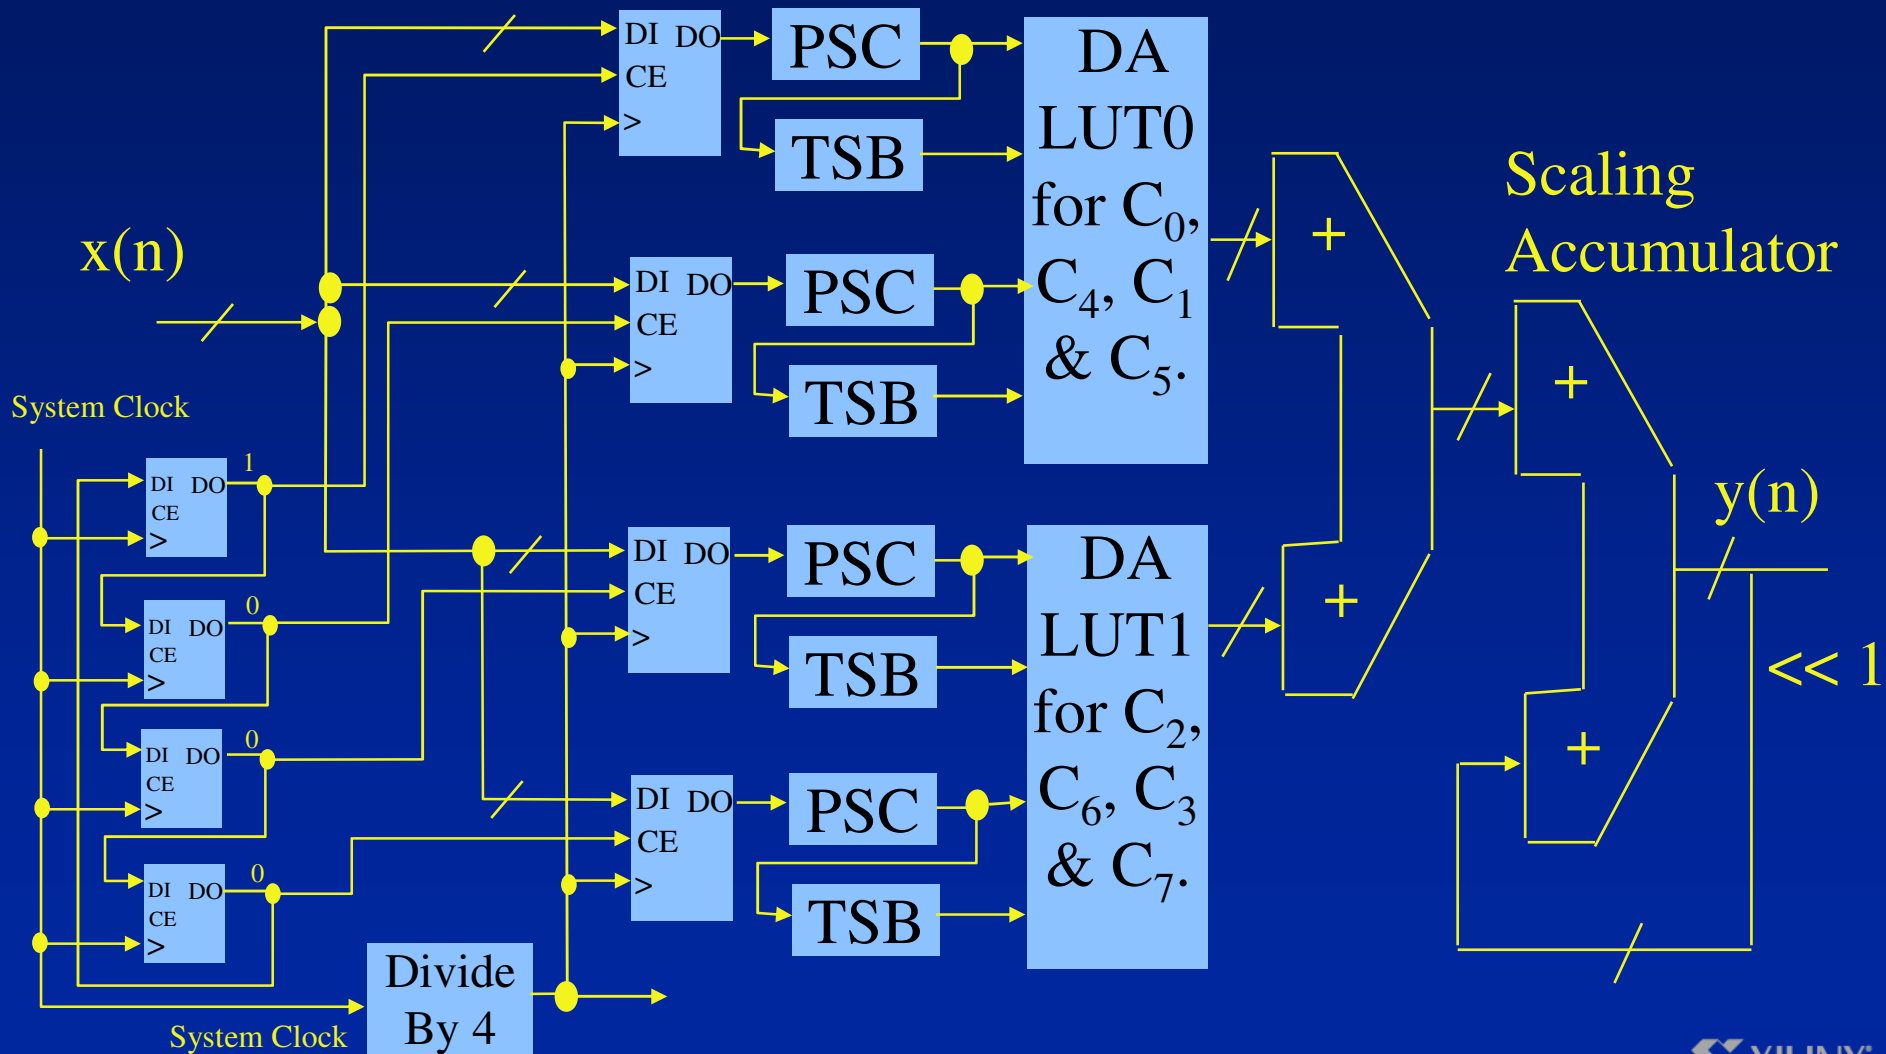 DI DO
CE
>
PSC
TSB
DA
LUT0
for C0,
C4, C1
& C5.
+
+
Scaling
Accumulator
x(n)
DI DO
CE
>
PSC
TSB
+
+
System Clock
1
DI DO
CE
>
0
DI DO
CE
>
0
DI DO
CE
>
0
DI DO
CE
>
DI DO
CE
>
PSC
TSB
DA
LUT1
for C2,
C6, C3
& C7.
y(n)
<< 1
DI DO
CE
>
PSC
TSB
Divide
By 4
System Clock